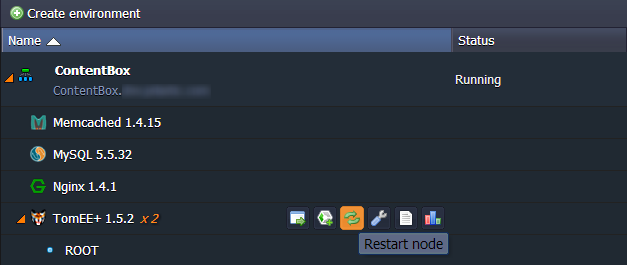 Create environment
Name Status
ContentBox
ContentBox.
Running
Memcached 1.4.15
MySQL 5.5.32
Nginx 1.4.1
TomEE+ 1.5.2 x 2
Restart node
ROOT